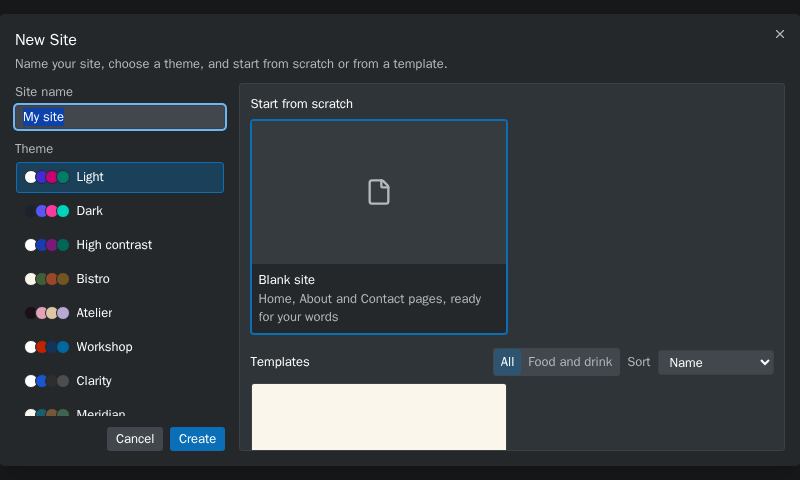 New Site
Name your site, choose a theme, and start from scratch or from a template.
Site name
My site
Theme
Light
Dark
High contrast
Bistro
Atelier
Workshop
Clarity
Meridian
Cancel
Create
Start from scratch
Blank site
Home, About and Contact pages, ready
for your words
Templates
All
Food and drink
Sort
Name